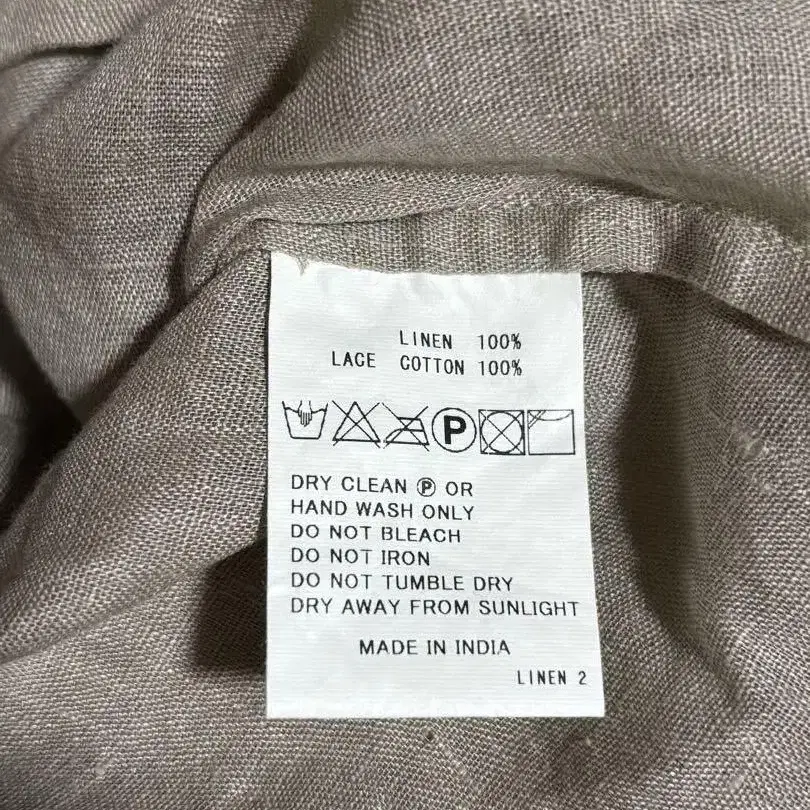 LINEN 100%
LACE COTTON 100%
P
DRY CLEAN Ⓟ OR
HAND WASH ONLY
DO NOT BLEACH
DO NOT IRON
DO NOT TUMBLE DRY
DRY AWAY FROM SUNLIGHT
MADE IN INDIA
LINEN 2